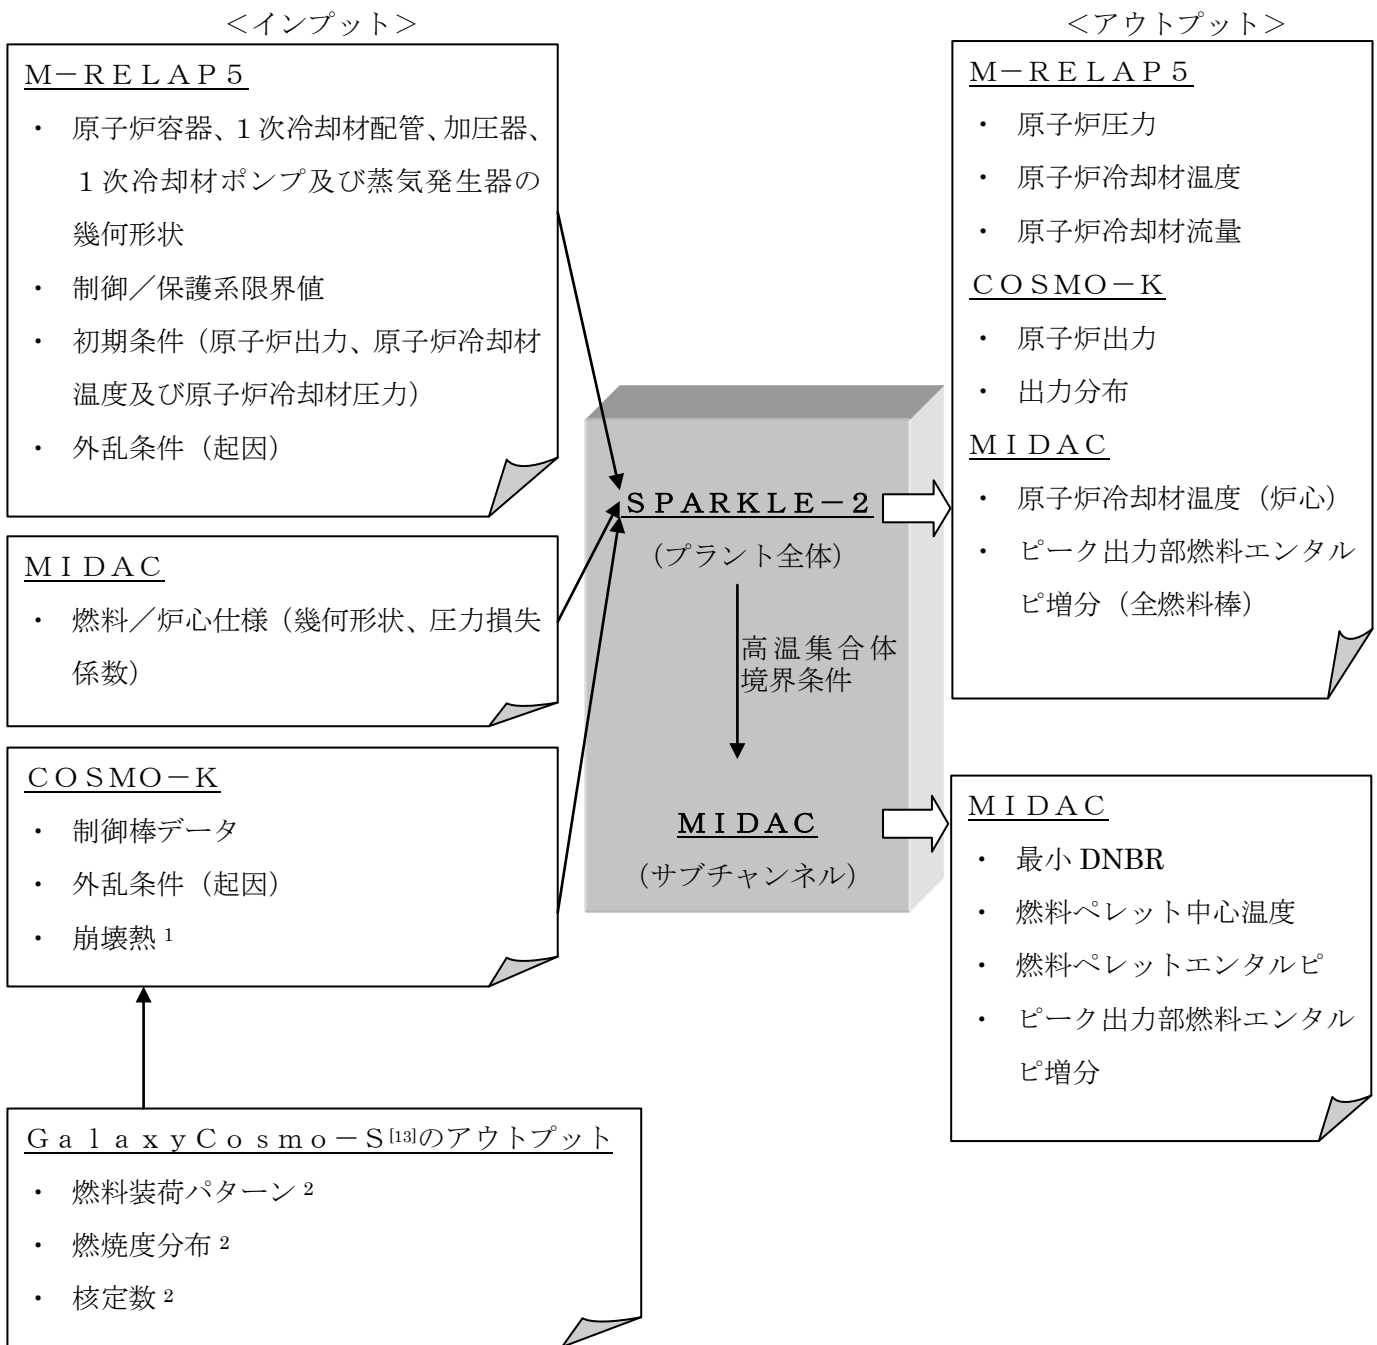 ＜インプット＞
Ｍ－ＲＥＬＡＰ５
・ 原子炉容器、１次冷却材配管、加圧器、
１次冷却材ポンプ及び蒸気発生器の
幾何形状
・ 制御／保護系限界値
・ 初期条件（原子炉出力、原子炉冷却材
温度及び原子炉冷却材圧力）
・ 外乱条件（起因）
ＭＩＤＡＣ
・ 燃料／炉心仕様（幾何形状、圧力損失
係数）
ＣＯＳＭＯ－Ｋ
・ 制御棒データ
・ 外乱条件（起因）
・ 崩壊熱 1
ＧａｌａｘｙＣｏｓｍｏ－Ｓ[13]のアウトプット
・ 燃料装荷パターン 2
・ 燃焼度分布 2
・ 核定数 2
ＳＰＡＲＫＬＥ－２
（プラント全体）
高温集合体
境界条件
ＭＩＤＡＣ
（サブチャンネル）
＜アウトプット＞
Ｍ－ＲＥＬＡＰ５
・ 原子炉圧力
・ 原子炉冷却材温度
・ 原子炉冷却材流量
ＣＯＳＭＯ－Ｋ
・ 原子炉出力
・ 出力分布
ＭＩＤＡＣ
・ 原子炉冷却材温度（炉心）
・ ピーク出力部燃料エンタル
ピ増分（全燃料棒）
ＭＩＤＡＣ
・ 最小 DNBR
・ 燃料ペレット中心温度
・ 燃料ペレットエンタルピ
・ ピーク出力部燃料エンタル
ピ増分